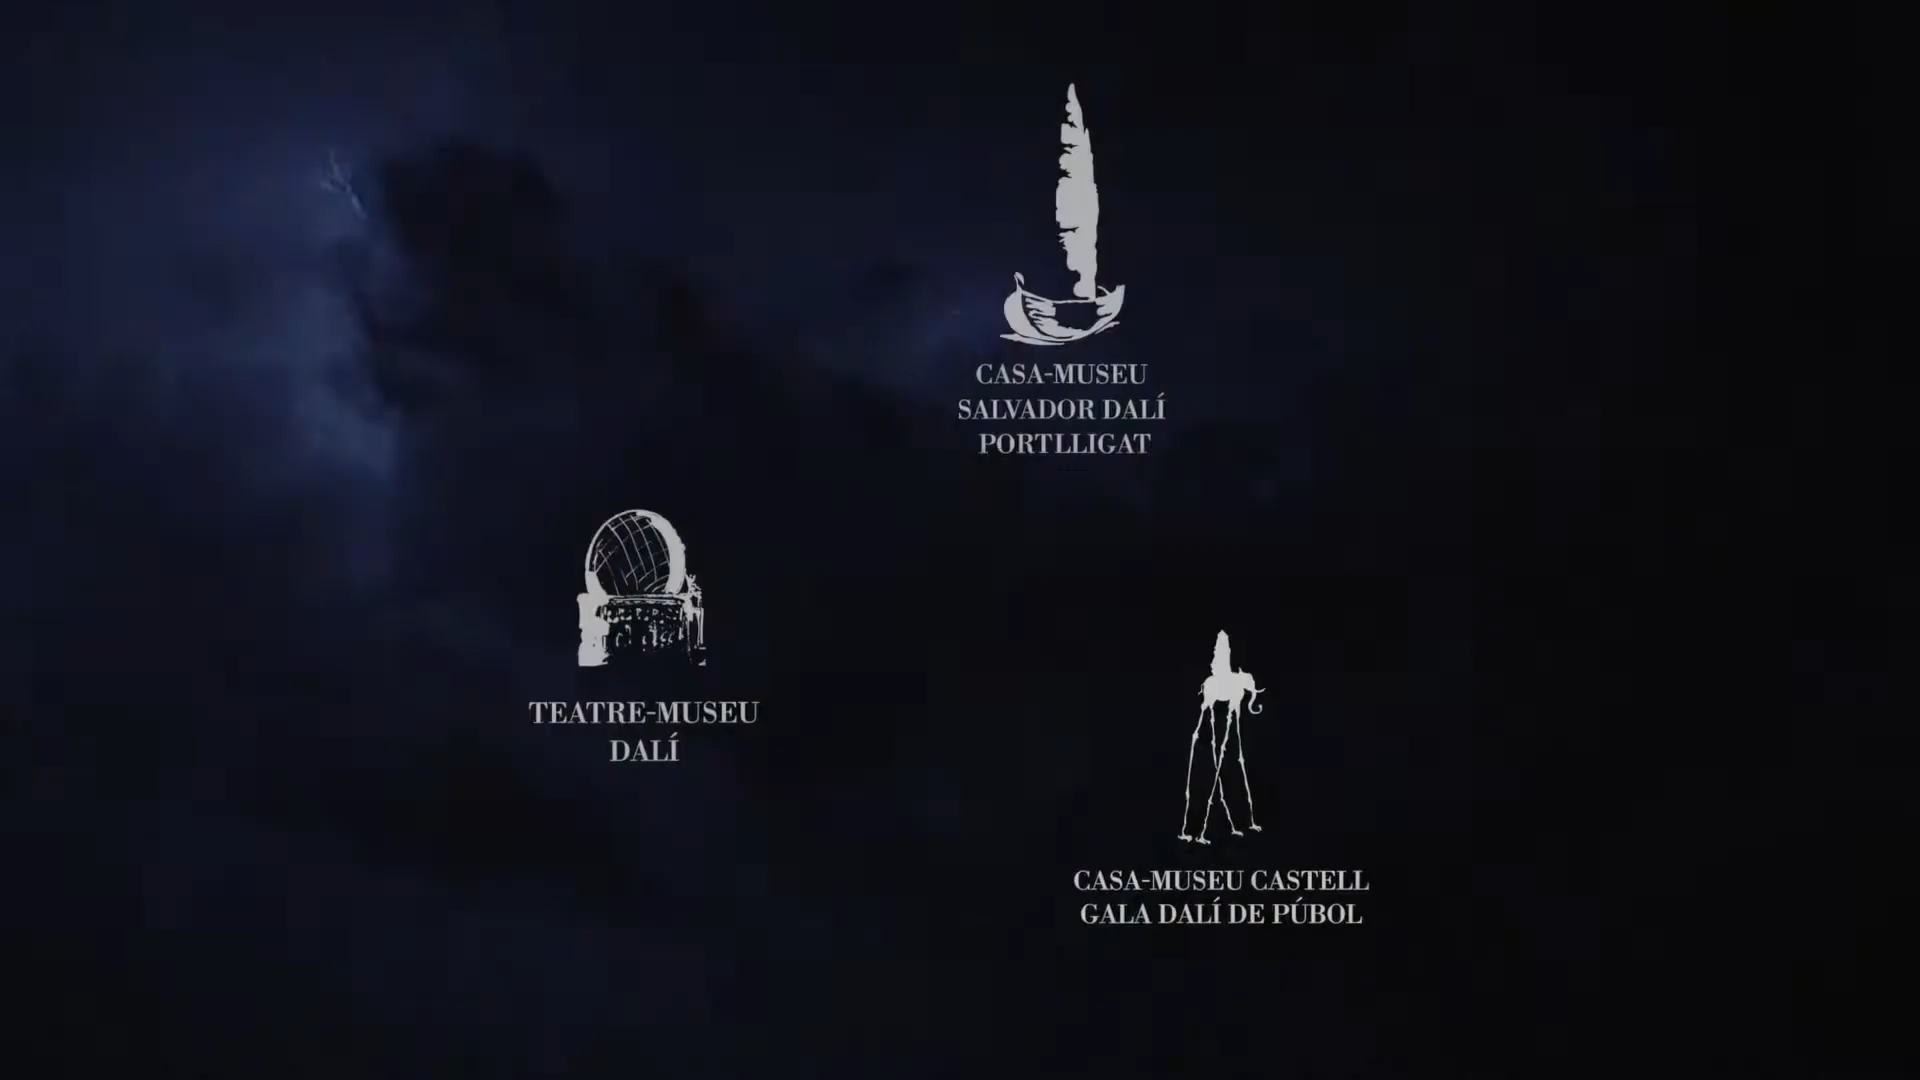 CASA-MUSEU
SALVADOR DALÍ
PORTLLIGAT
TEATRE-MUSEU
DALÍ
CASA-MUSEU CASTELL
GALA DALÍ DE PÚBOL